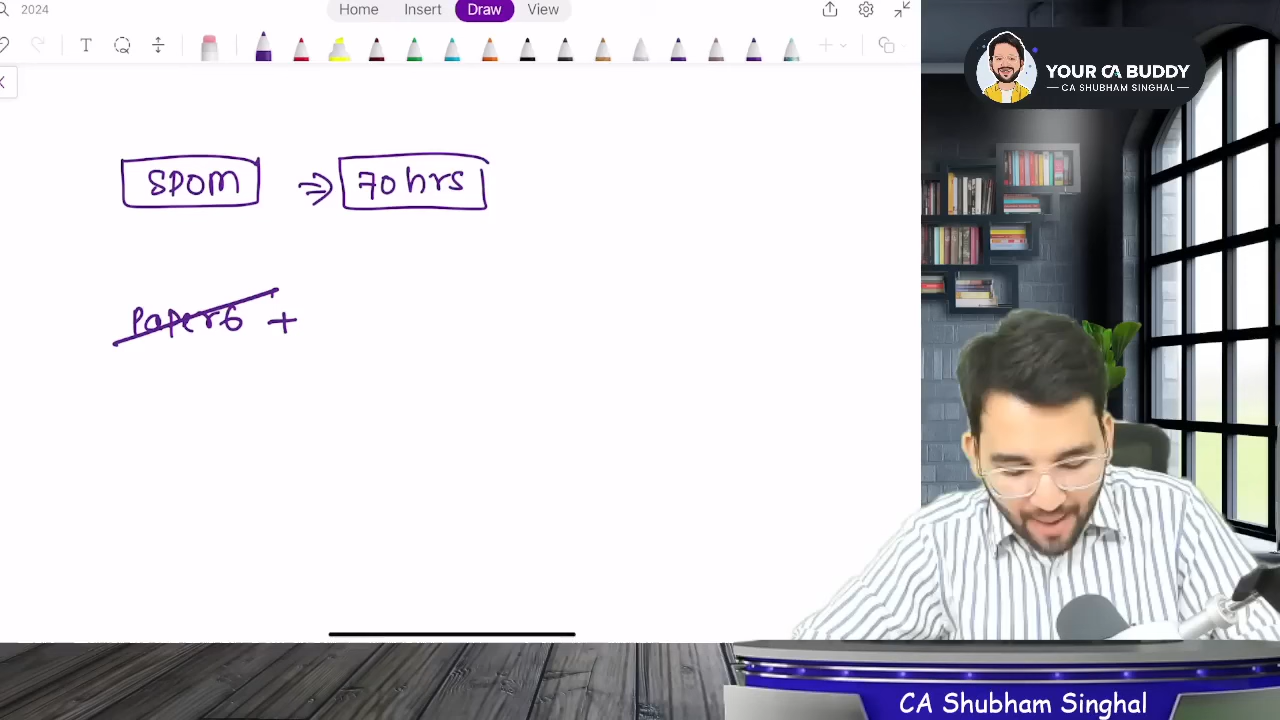 2024
Home Insert Draw View
T
YOUR CA BUDDY
CA SHUBHAM SINGHAL
SPOM ⇒ 70 hrs
Paper 6 +
CA Shubham Singhal